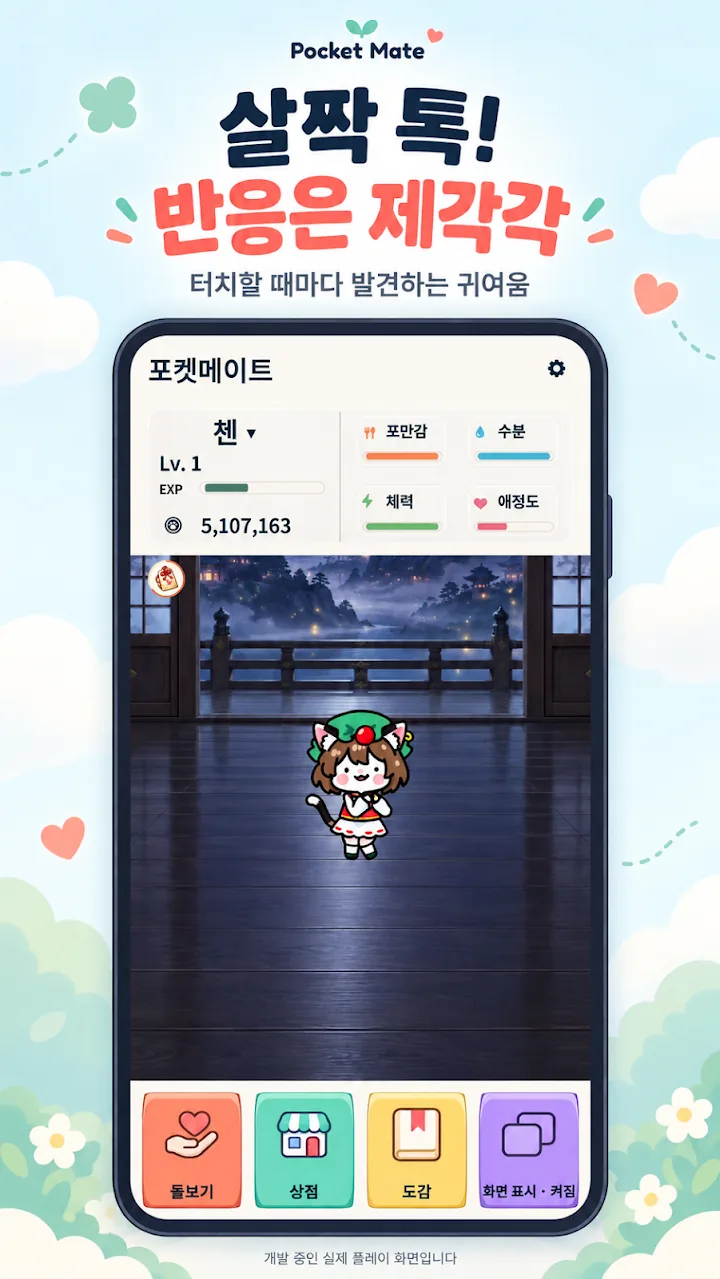 Pocket Mate
살짝 톡!
반응은 제각각
터치할 때마다 발견하는 귀여움
포켓메이트
첸 ▾
Lv. 1
EXP
5,107,163
포만감
수분
체력
애정도
돌보기
상점
도감
화면 표시 · 켜짐
개발 중인 실제 플레이 화면입니다